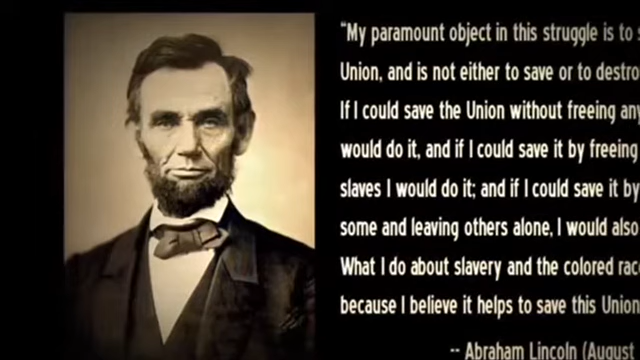 “My paramount object in this struggle is to
Union, and is not either to save or to destro
If I could save the Union without freeing
would do it, and if I could save it by freeing
slaves I would do it; and if I could save it by
some and leaving others alone, I would also
What I do about slavery and the colored
because I believe it helps to save this Union
-- Abraham Lincoln (August